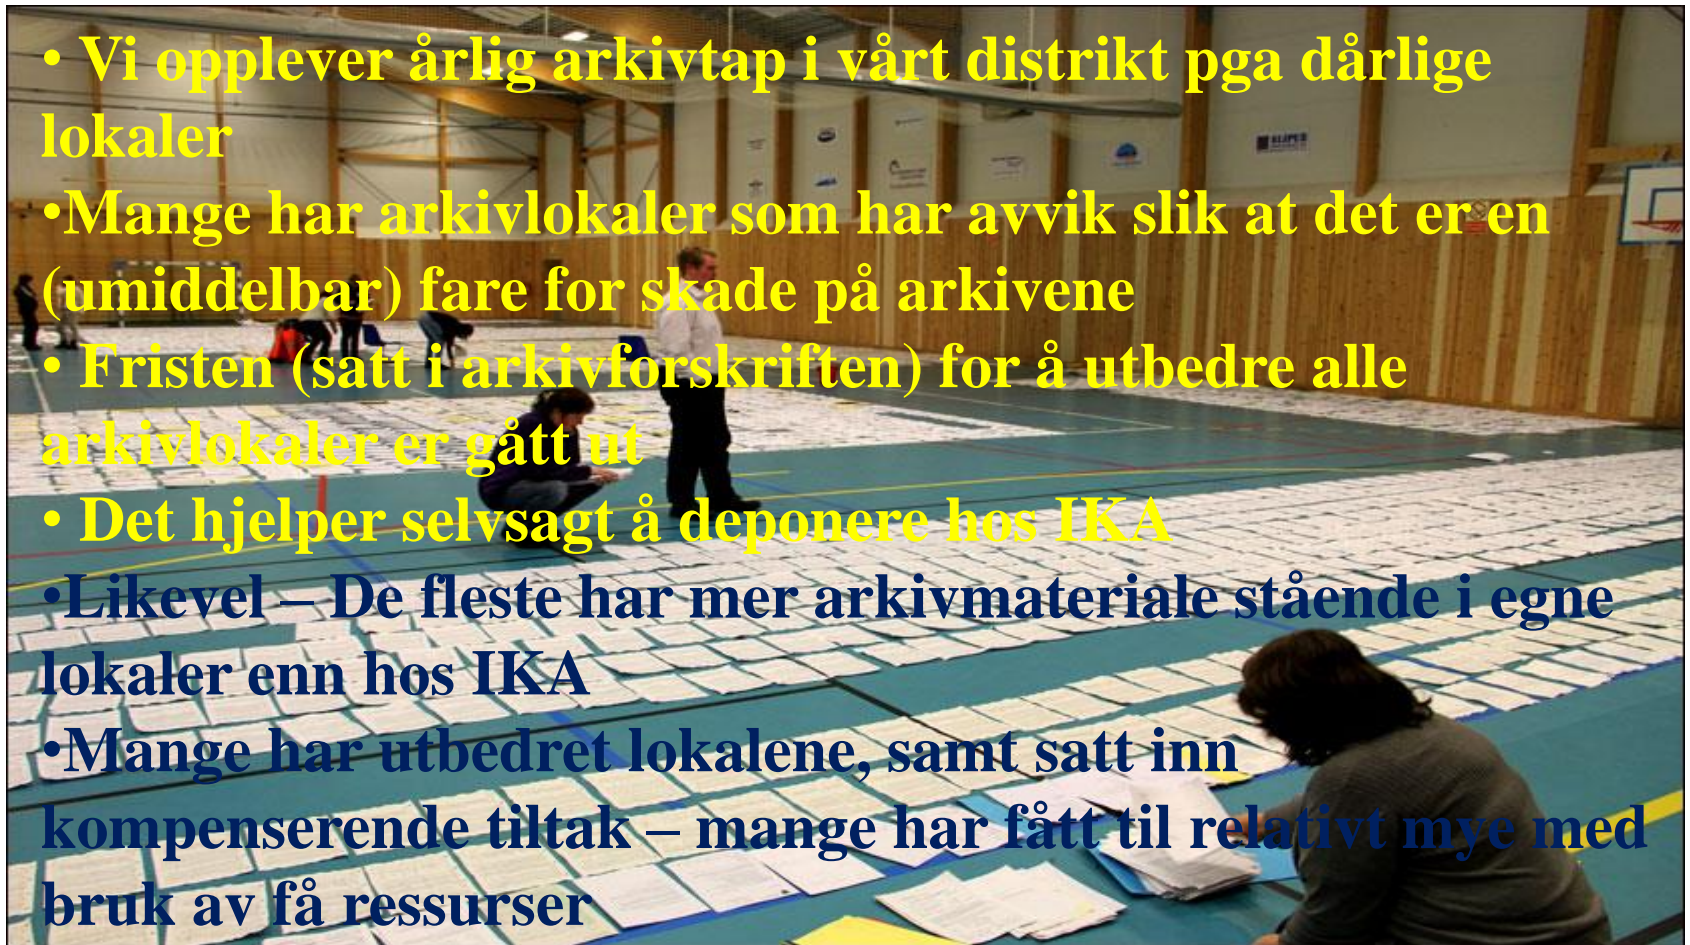 • Vi opplever årlig arkivtap i vårt distrikt pga dårlige
lokaler
•Mange har arkivlokaler som har avvik slik at det er en
(umiddelbar) fare for skade på arkivene
• Fristen (satt i arkivforskriften) for å utbedre alle
arkivlokaler er gått ut
• Det hjelper selvsagt å deponere hos IKA
•Likevel – De fleste har mer arkivmateriale stående i egne
lokaler enn hos IKA
•Mange har utbedret lokalene, samt satt inn
kompenserende tiltak – mange har fått til relativt mye med
bruk av få ressurser